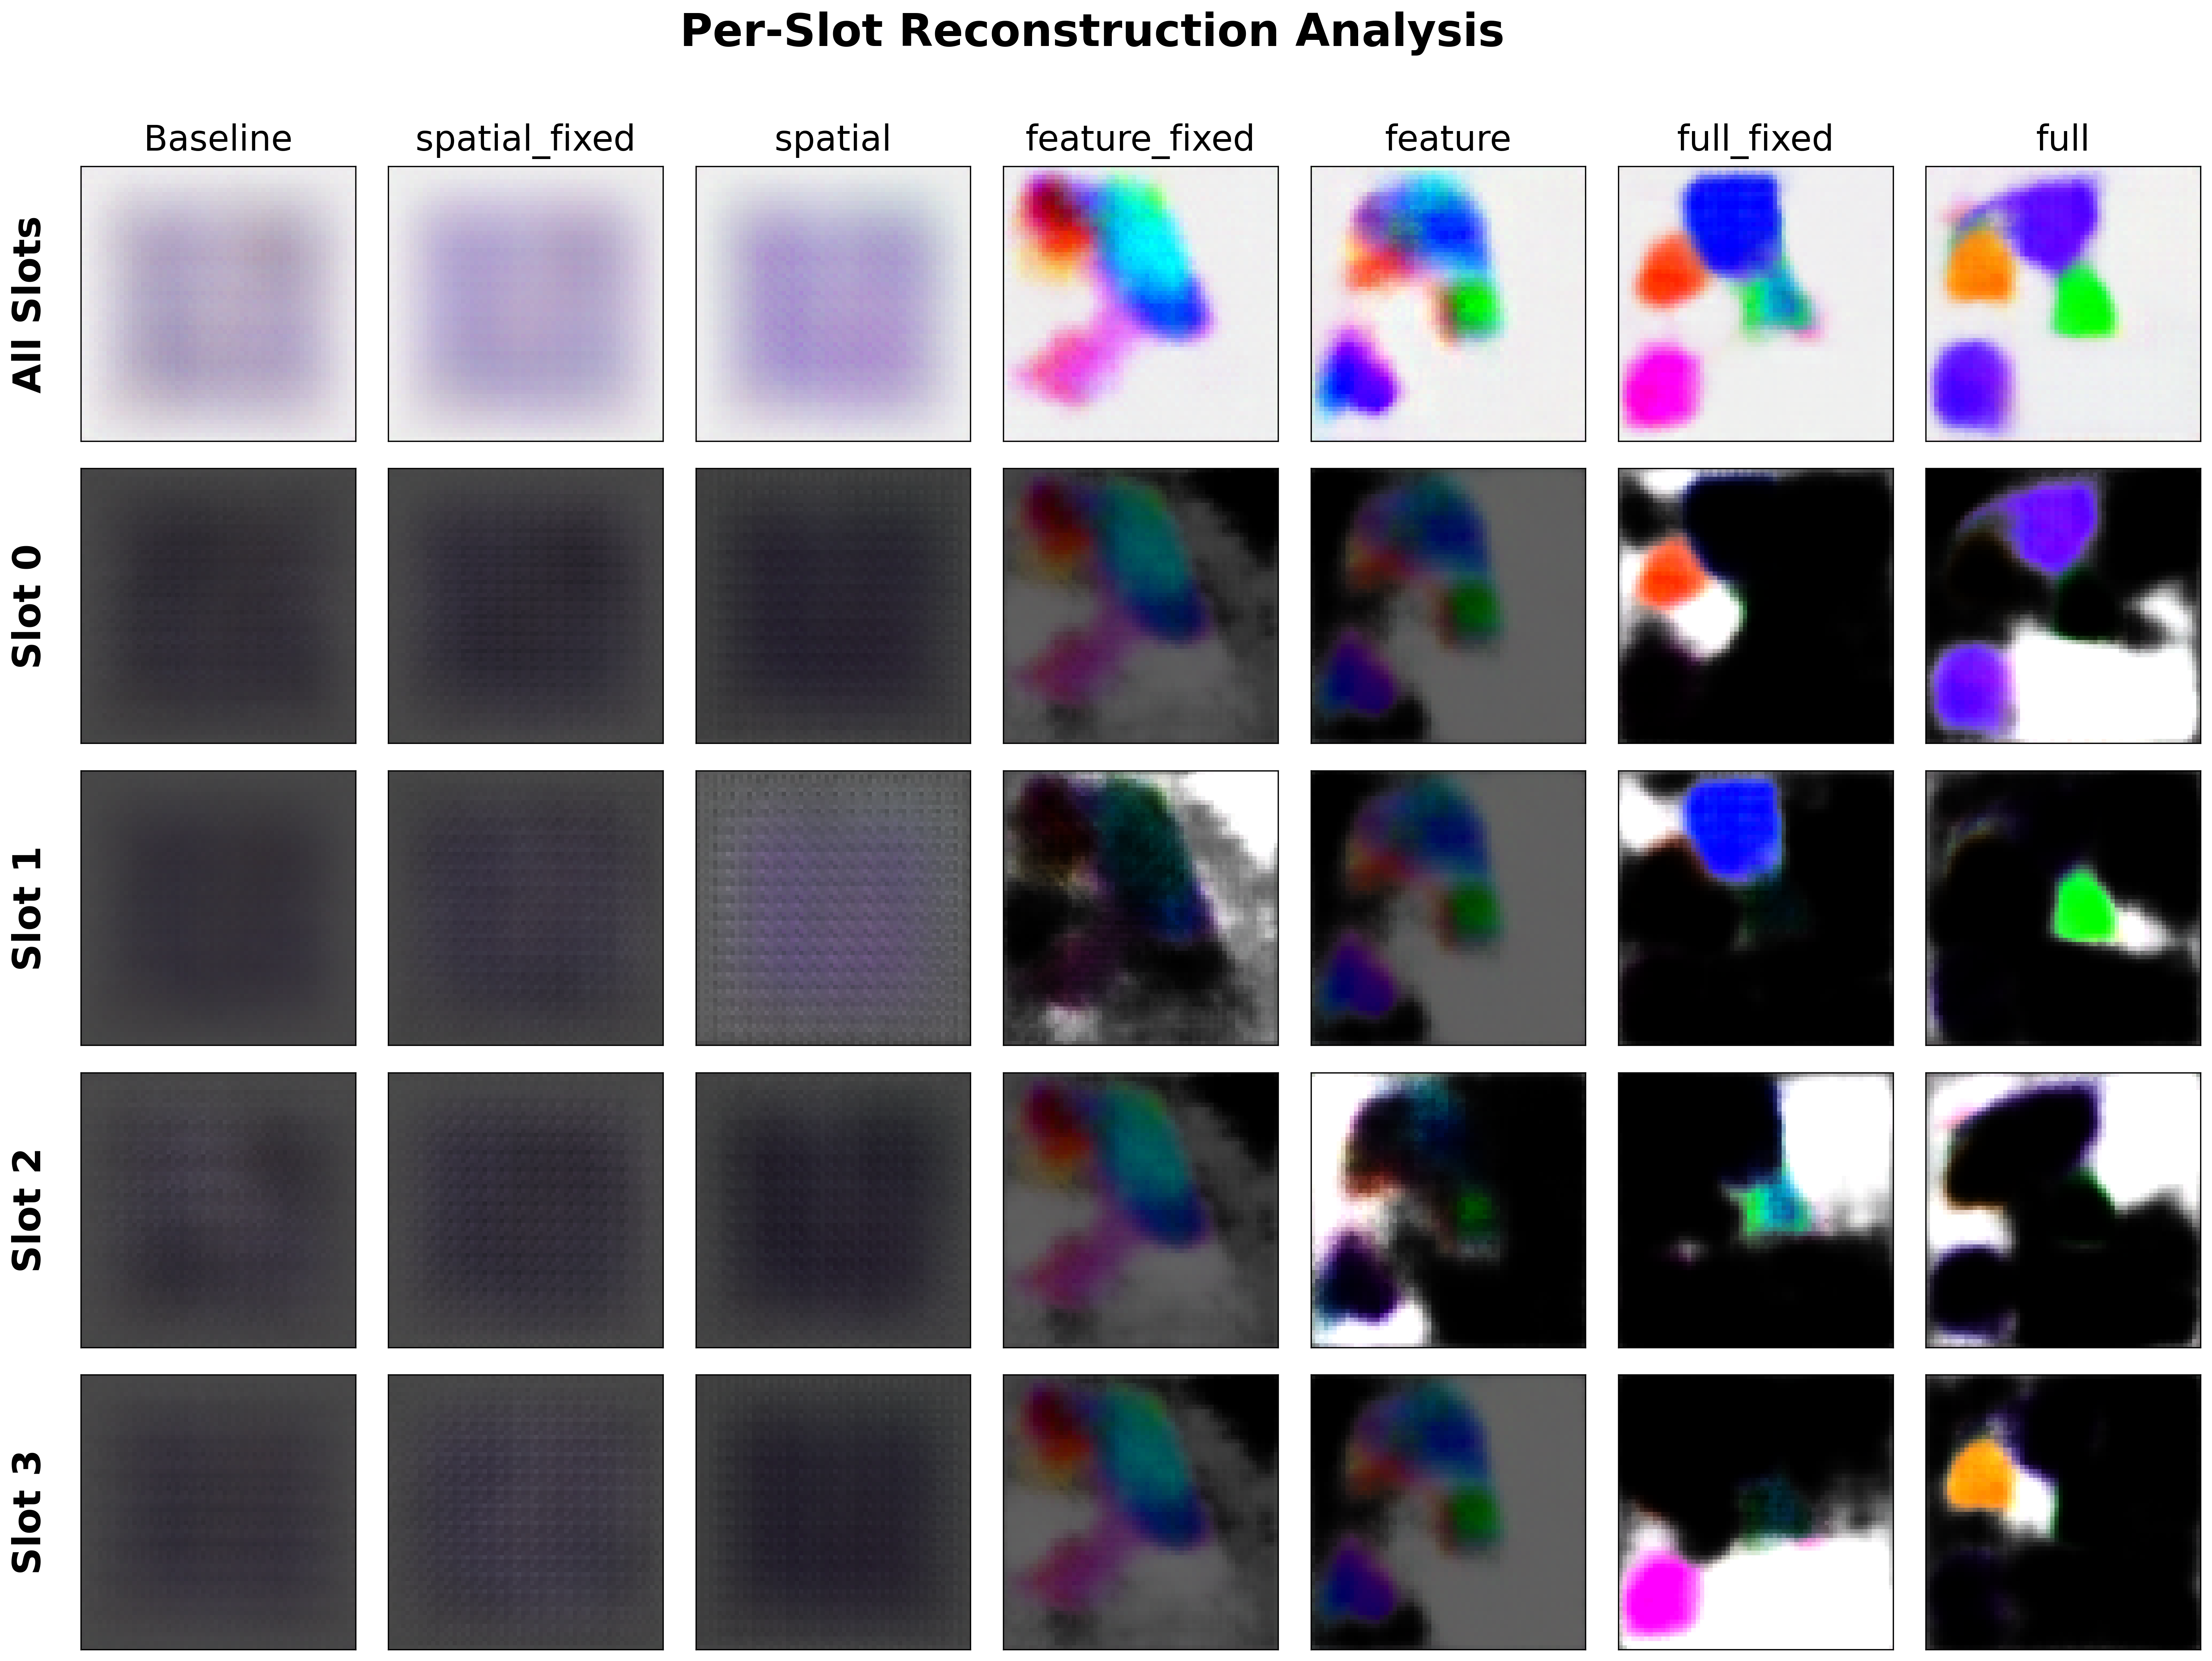 Per-Slot Reconstruction Analysis
Baseline spatial_fixed spatial feature_fixed feature full_fixed full
All Slots
Slot 0
Slot 1
Slot 2
Slot 3